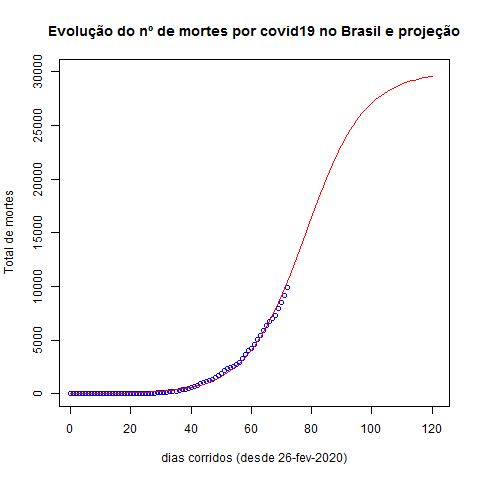 Evolução do nº de mortes por covid19 no Brasil e projeção
Total de mortes
30000
25000
20000
15000
10000
5000
0
0 20 40 60 80 100 120
dias corridos (desde 26-fev-2020)